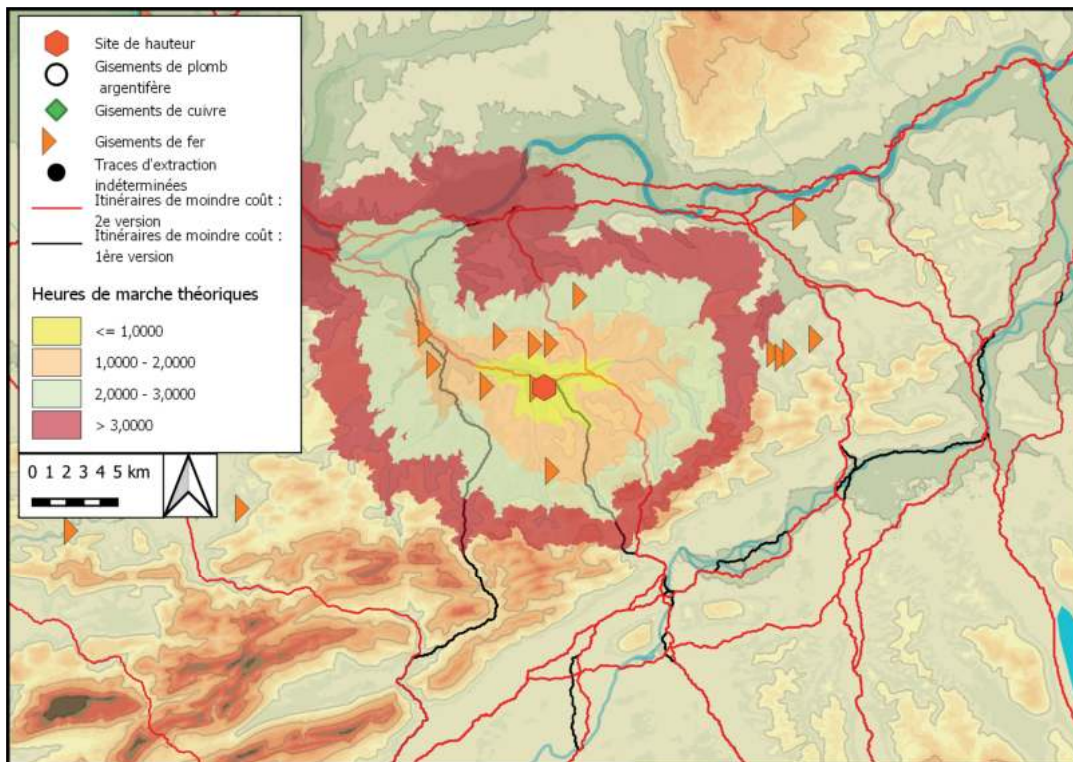 Site de hauteur
Gisements de plomb
argentifère
Gisements de cuivre
Gisements de fer
Traces d'extraction
indéterminées
Itinéraires de moindre coût :
2e version
Itinéraires de moindre coût :
1ère version
Heures de marche théoriques
<= 1,0000
1,0000 - 2,0000
2,0000 - 3,0000
> 3,0000
0 1 2 3 4 5 km